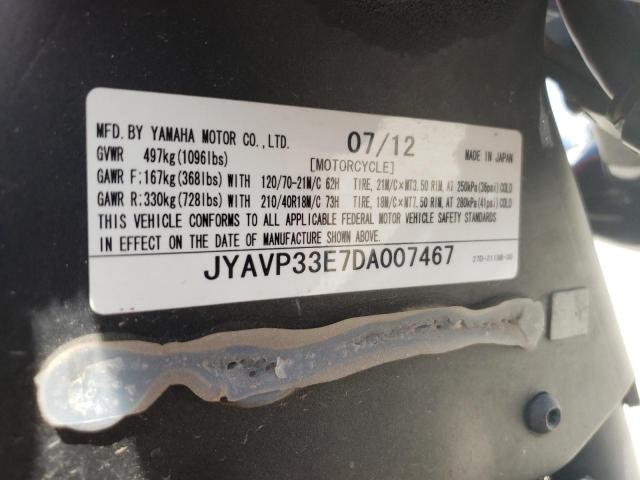 MFD. BY YAMAHA MOTOR CO., LTD. 07/12 MADE IN JAPAN
GVWR 497kg(1096lbs) [MOTORCYCLE]
GAWR F:167kg(368lbs) WITH 120/70-21M/C 62H TIRE, 21M/C×MT3.50 RIM, AT 250kPa(36psi) COLD
GAWR R:330kg(728lbs) WITH 210/40R18M/C 73H TIRE, 18M/C×MT7.50 RIM, AT 280kPa(41psi) COLD
THIS VEHICLE CONFORMS TO ALL APPLICABLE FEDERAL MOTOR VEHICLE SAFETY STANDARDS
IN EFFECT ON THE DATE OF MANUFACTURE SHOWN ABOVE.
JYAVP33E7DA007467